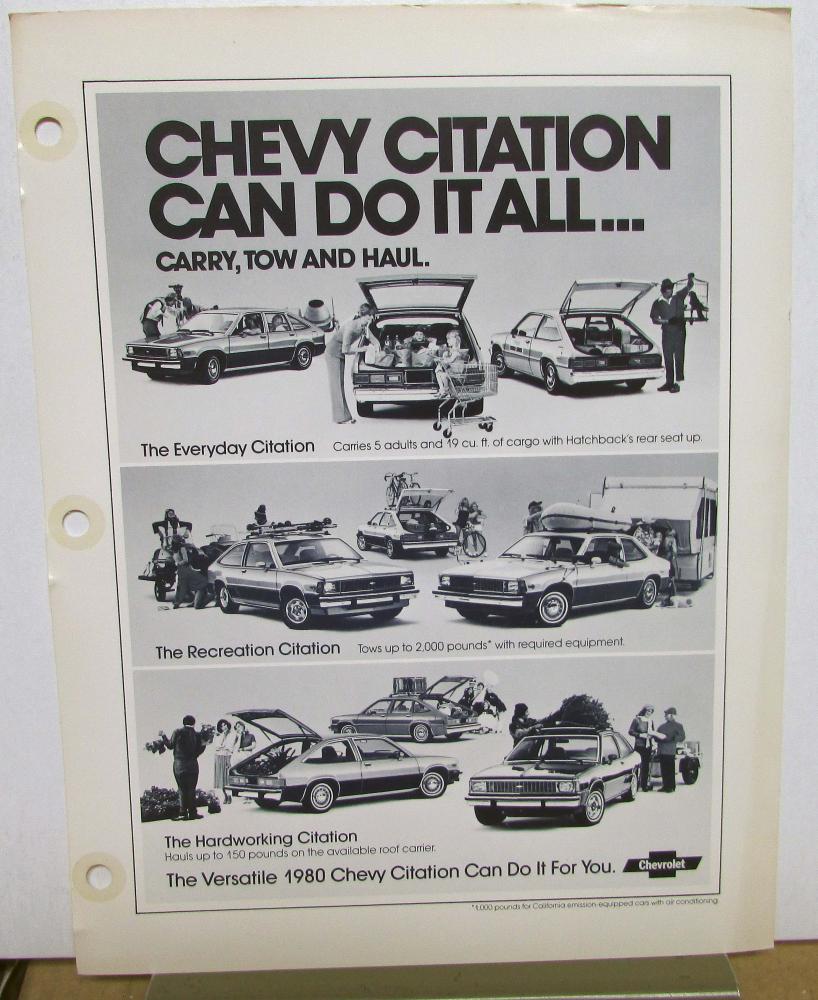 CHEVY CITATION
CAN DO IT ALL...
CARRY, TOW AND HAUL.
The Everyday Citation Carries 5 adults and 19 cu. ft. of cargo with Hatchback's rear seat up.
The Recreation Citation Tows up to 2,000 pounds* with required equipment.
The Hardworking Citation
Hauls up to 150 pounds on the available roof carrier.
The Versatile 1980 Chevy Citation Can Do It For You. Chevrolet
*1,000 pounds for California emission-equipped cars with air conditioning.